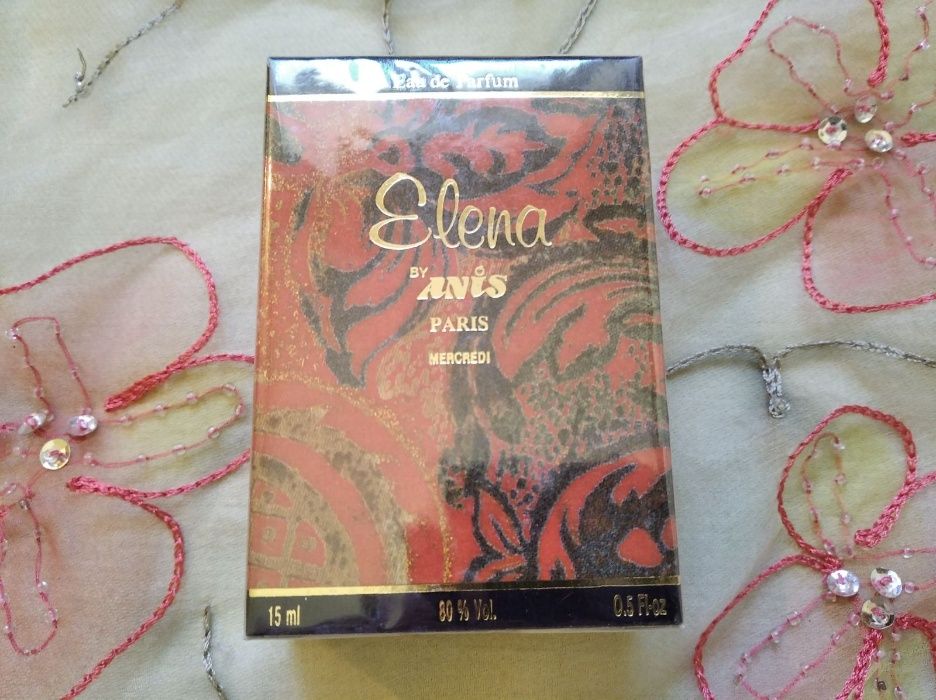 Eau de Parfum
Elena
BY ANIS
PARIS
MERCREDI
15 ml 80 % Vol. 0.5 Fl·oz